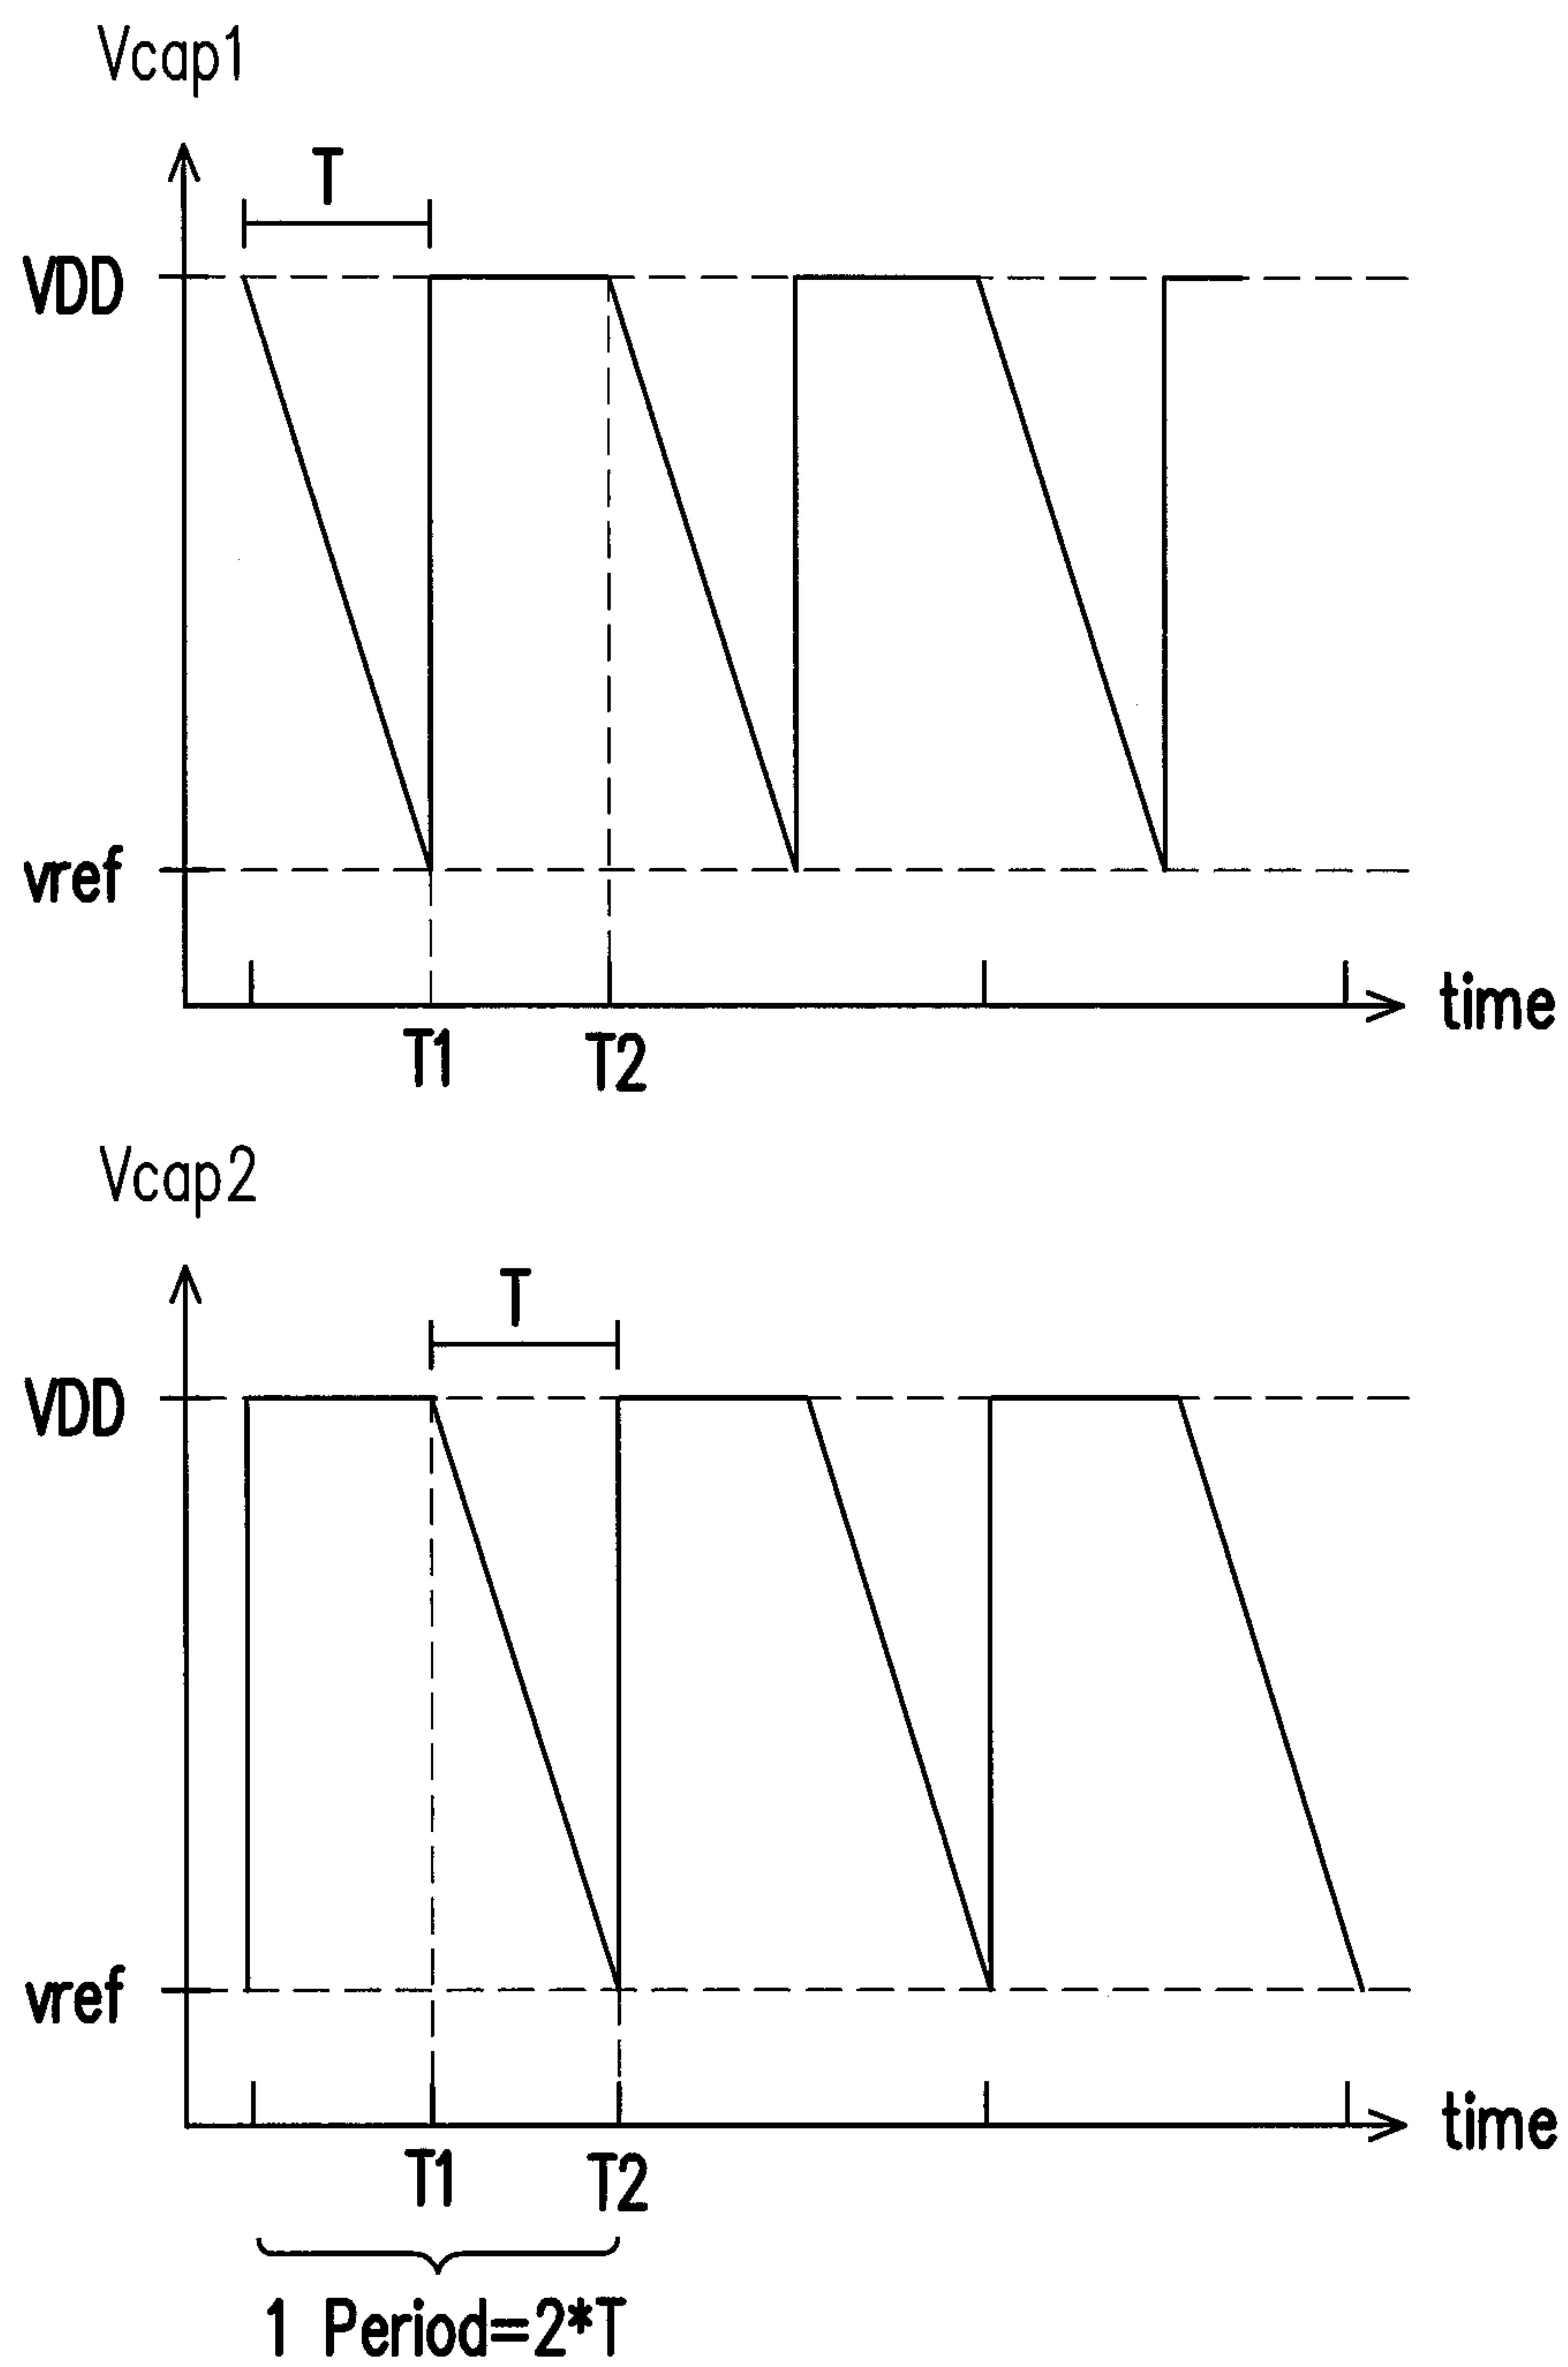 Vcap1
T
VDD
vref
time
T1 T2
Vcap2
T
VDD
vref
time
T1 T2
1 Period=2*T